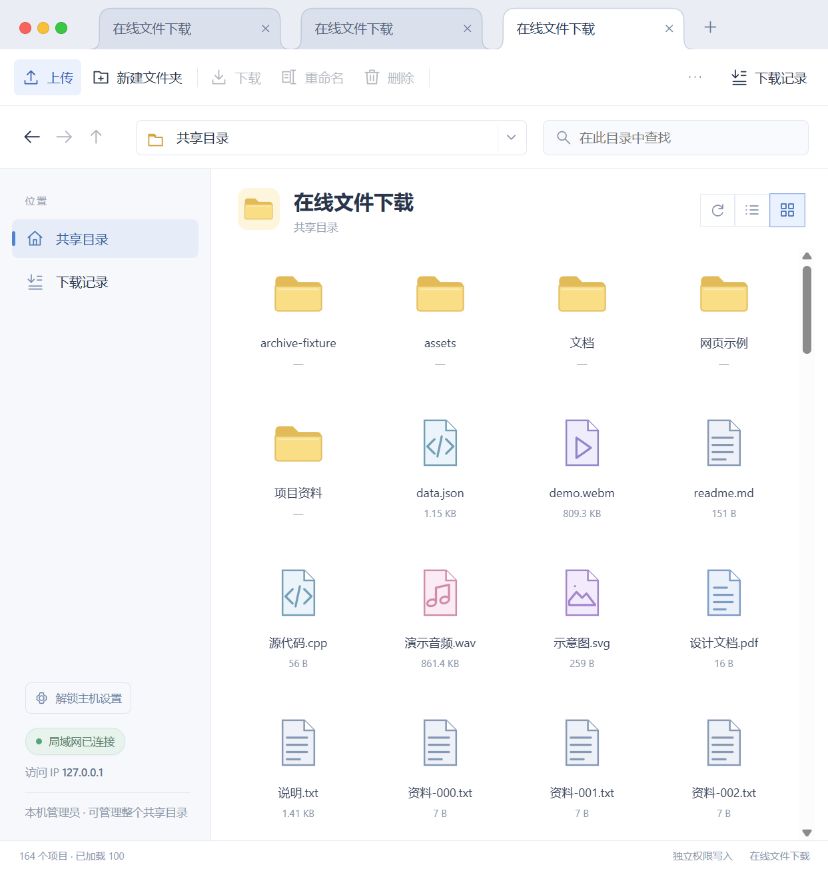 在线文件下载
在线文件下载
在线文件下载
上传
新建文件夹
下载
重命名
删除
下载记录
共享目录
在此目录中查找
位置
共享目录
下载记录
在线文件下载
共享目录
archive-fixture
—
assets
—
文档
—
网页示例
—
项目资料
—
data.json
1.15 KB
demo.webm
809.3 KB
readme.md
151 B
源代码.cpp
56 B
演示音频.wav
861.4 KB
示意图.svg
259 B
设计文档.pdf
16 B
说明.txt
1.41 KB
资料-000.txt
7 B
资料-001.txt
7 B
资料-002.txt
7 B
解锁主机设置
局域网已连接
访问 IP 127.0.0.1
本机管理员 · 可管理整个共享目录
164 个项目 · 已加载 100
独立权限写入
在线文件下载